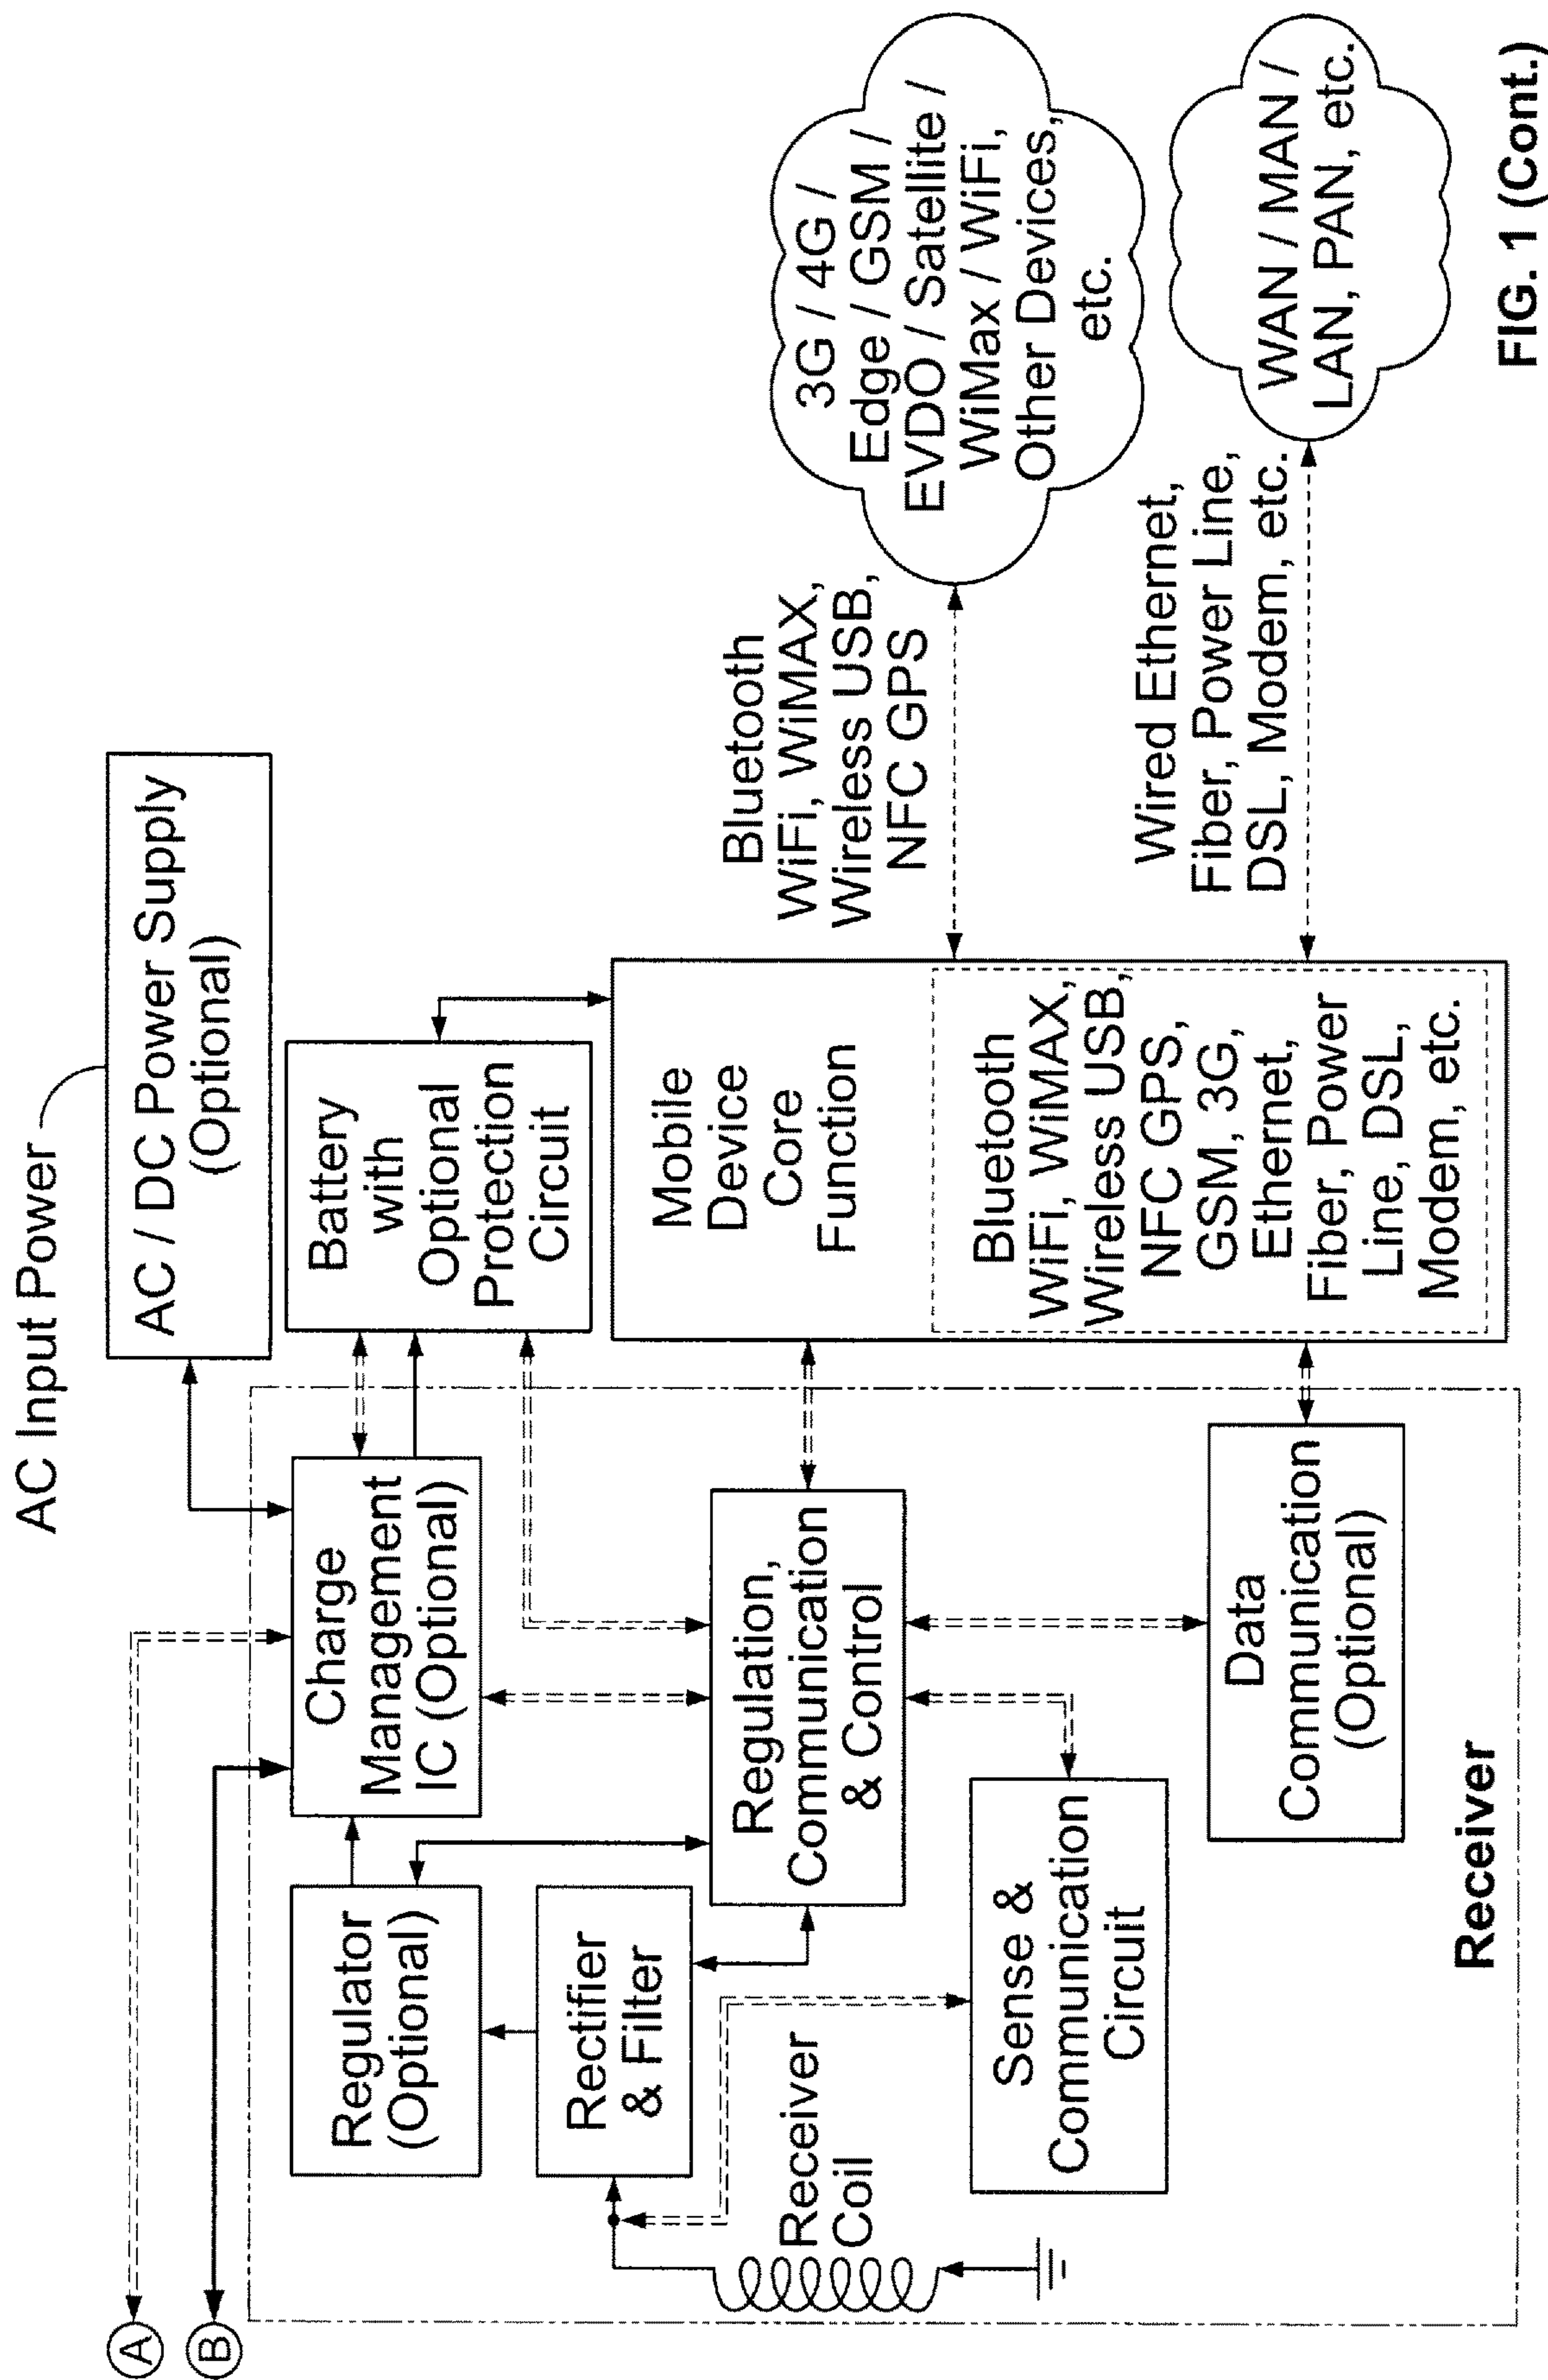 AC Input Power
AC / DC Power Supply
(Optional)
A
B
Charge
Management
IC (Optional)
Battery
with
Optional
Protection
Circuit
Regulator
(Optional)
Rectifier
& Filter
Regulation,
Communication
& Control
Mobile
Device
Core
Function
Bluetooth
WiFi, WiMAX,
Wireless USB,
NFC GPS,
GSM, 3G,
Ethernet,
Fiber, Power
Line, DSL,
Modem, etc.
Bluetooth
WiFi, WiMAX,
Wireless USB,
NFC GPS
3G / 4G /
Edge / GSM /
EVDO / Satellite /
WiMax / WiFi,
Other Devices,
etc.
Receiver
Coil
Sense &
Communication
Circuit
Data
Communication
(Optional)
Wired Ethernet,
Fiber, Power Line,
DSL, Modem, etc.
WAN / MAN /
LAN, PAN, etc.
Receiver
FIG. 1 (Cont.)